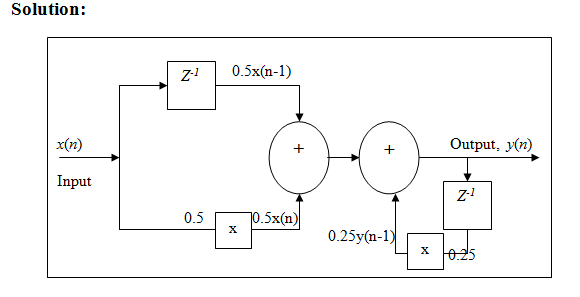 Solution:
Z-1 0.5x(n-1)
x(n) + + Output, y(n)
Input Z-1
0.5 x 0.5x(n)
0.25y(n-1) x 0.25